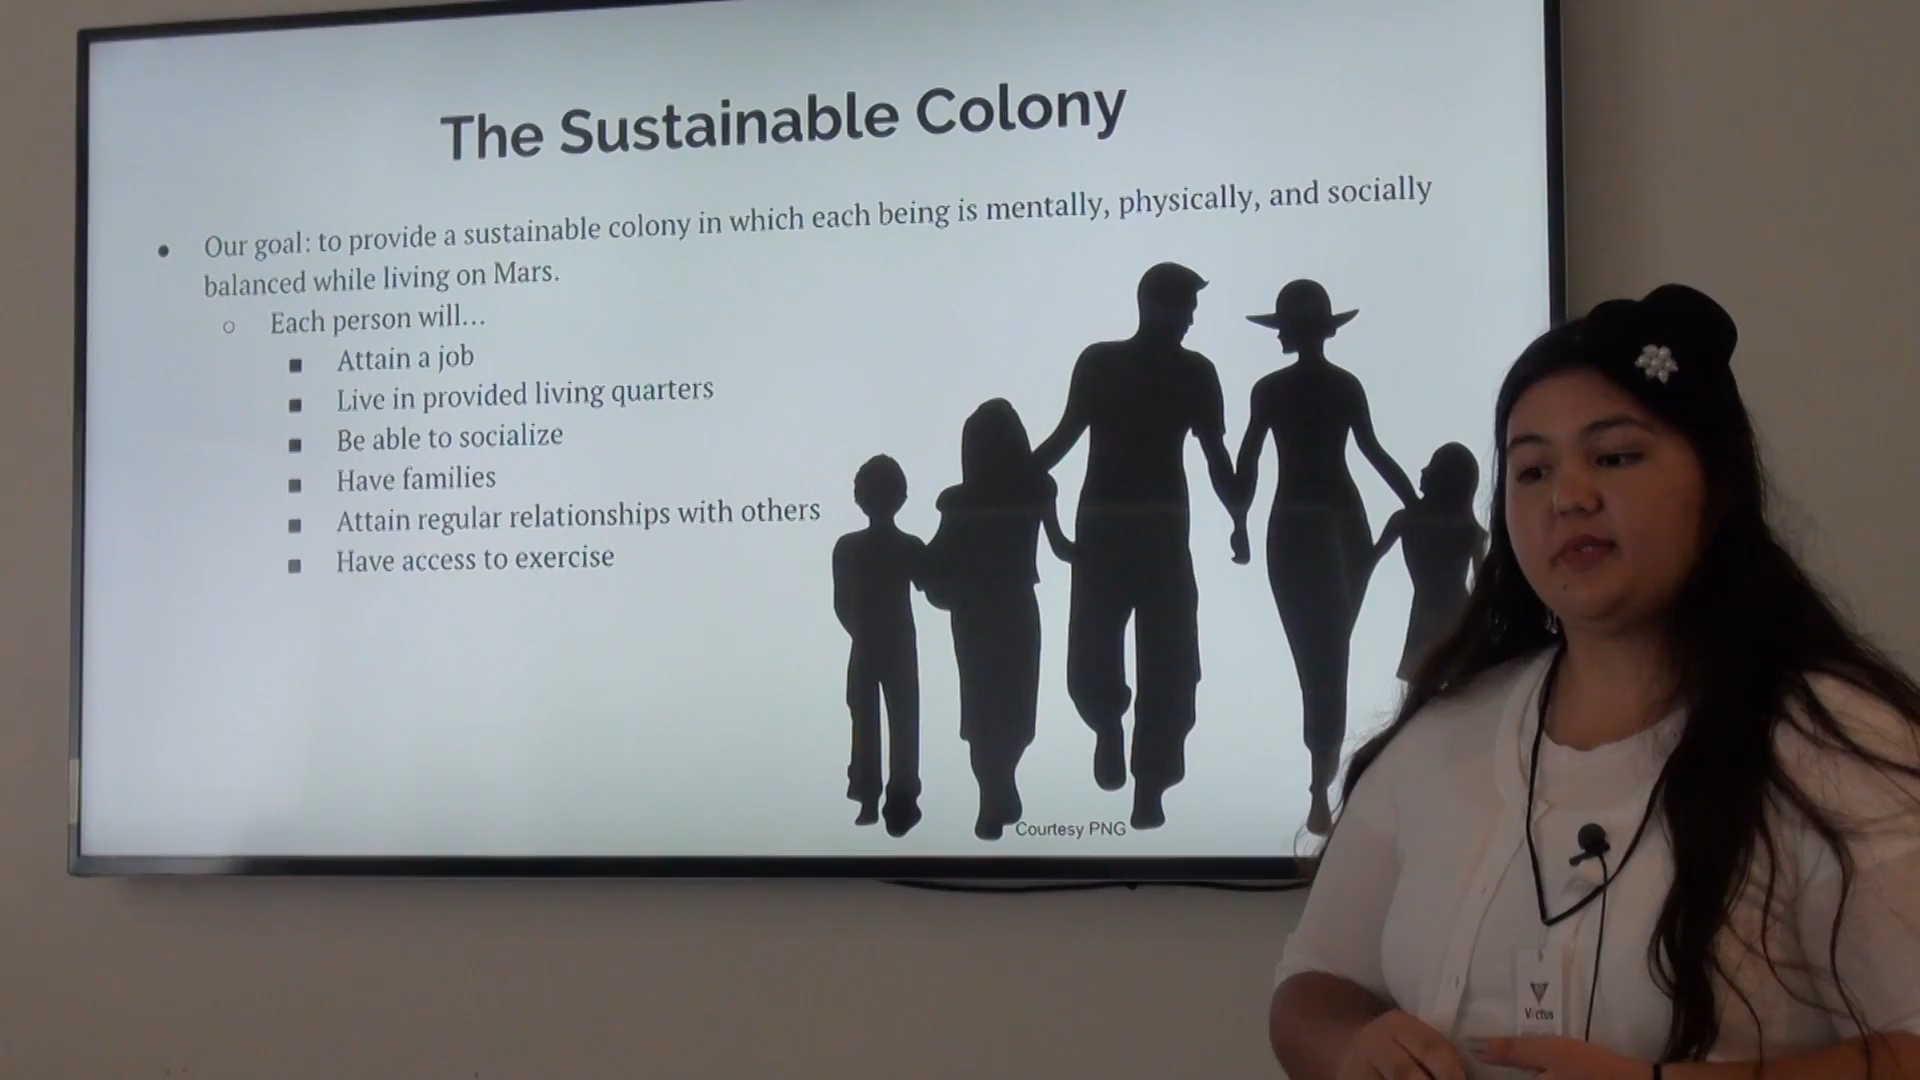 The Sustainable Colony
• Our goal: to provide a sustainable colony in which each being is mentally, physically, and socially
balanced while living on Mars.
○ Each person will...
■ Attain a job
■ Live in provided living quarters
■ Be able to socialize
■ Have families
■ Attain regular relationships with others
■ Have access to exercise
Courtesy PNG
Victus